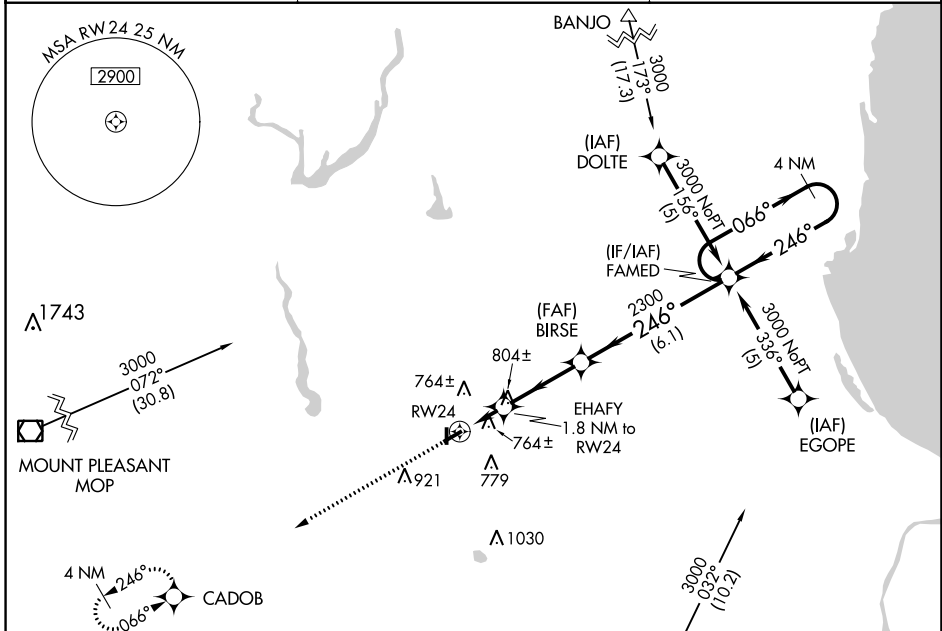 MSA RW24 25 NM
2900
BANJO
3000
173°
(17.3)
(IAF)
DOLTE
3000 NoPT
156°
(5)
4 NM
066°
246°
(IF/IAF)
FAMED
2300
246°
(6.1)
(FAF)
BIRSE
3000 NoPT
336°
(5)
(IAF)
EGOPE
1743
3000
072°
(30.8)
MOUNT PLEASANT
MOP
804±
764±
RW24
EHAFY
1.8 NM to
RW24
764±
921
779
1030
3000
032°
(10.2)
4 NM
246°
066°
CADOB